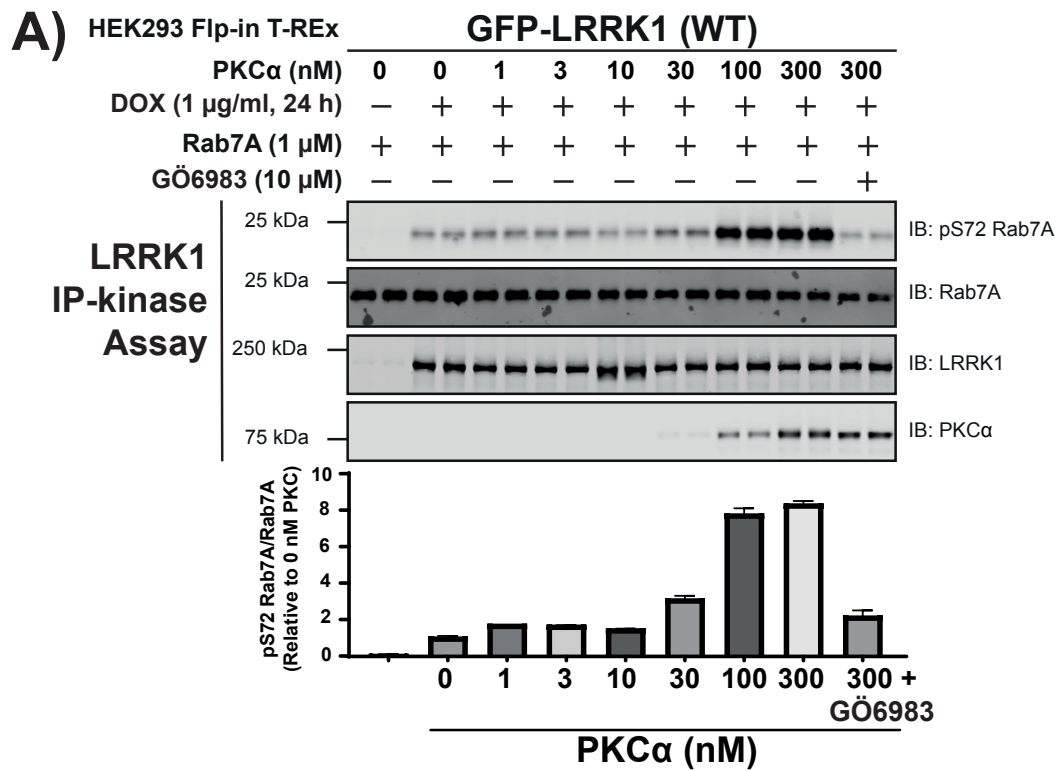 A) HEK293 Flp-in T-REx GFP-LRRK1 (WT)
PKCα (nM) 0 0 1 3 10 30 100 300 300
DOX (1 µg/ml, 24 h) — + + + + + + + +
Rab7A (1 µM) + + + + + + + + +
GÖ6983 (10 µM) — — — — — — — — +
LRRK1
IP-kinase
Assay
25 kDa IB: pS72 Rab7A
25 kDa IB: Rab7A
250 kDa IB: LRRK1
75 kDa IB: PKCα
pS72 Rab7A/Rab7A
(Relative to 0 nM PKC)
10
8
6
4
2
0
0 1 3 10 30 100 300 300 +
GÖ6983
PKCα (nM)